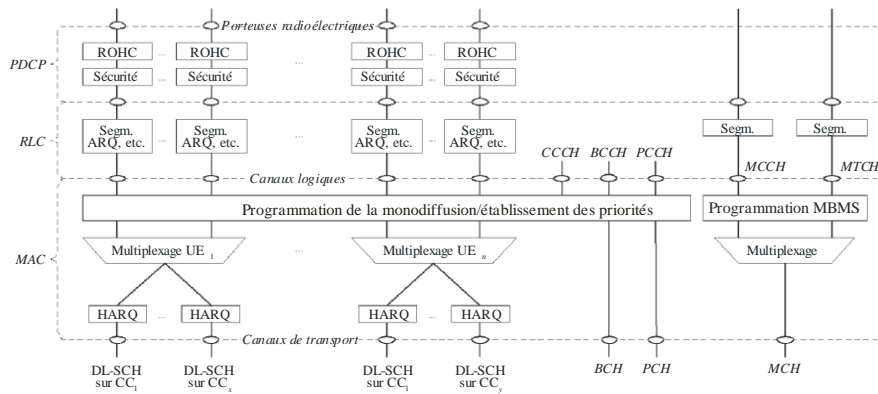 Porteuses radioélectriques
PDCP
ROHC ... ROHC ... ROHC ... ROHC
Sécurité ... Sécurité Sécurité ... Sécurité
RLC
Segm. ARQ, etc. ... Segm. ARQ, etc. ... Segm. ARQ, etc. ... Segm. ARQ, etc.
Segm. Segm.
CCCH BCCH PCCH
MCCH MTCH
Canaux logiques
Programmation de la monodiffusion/établissement des priorités
Programmation MBMS
MAC
Multiplexage UE 1 ... Multiplexage UE n Multiplexage
HARQ ... HARQ HARQ ... HARQ
Canaux de transport
DL-SCH sur CC1
DL-SCH sur CCx
DL-SCH sur CC1
DL-SCH sur CCy
BCH PCH MCH